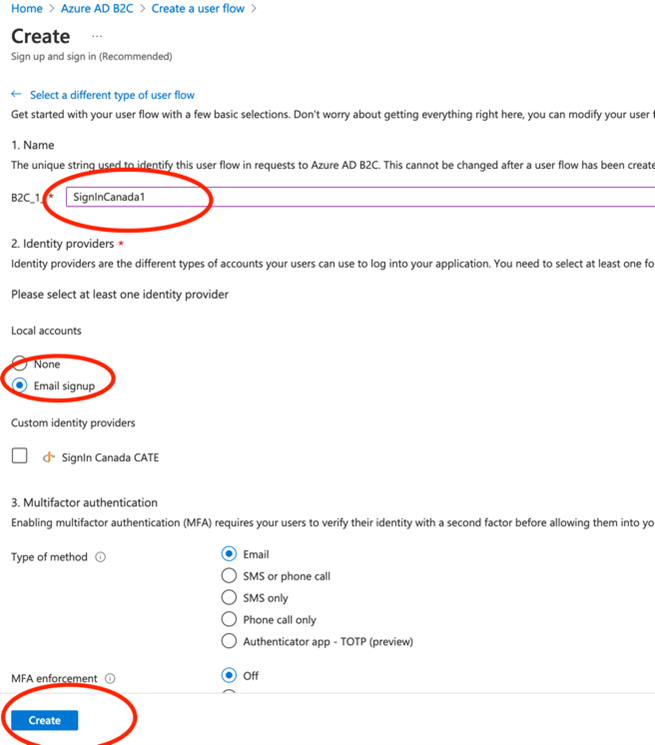 Home > Azure AD B2C > Create a user flow >
Create ...
Sign up and sign in (Recommended)
← Select a different type of user flow
Get started with your user flow with a few basic selections. Don't worry about getting everything right here, you can modify your user
1. Name
The unique string used to identify this user flow in requests to Azure AD B2C. This cannot be changed after a user flow has been create
B2C_1_ * SignInCanada1
2. Identity providers *
Identity providers are the different types of accounts your users can use to log into your application. You need to select at least one fo
Please select at least one identity provider
Local accounts
None
Email signup
Custom identity providers
SignIn Canada CATE
3. Multifactor authentication
Enabling multifactor authentication (MFA) requires your users to verify their identity with a second factor before allowing them into yo
Type of method
Email
SMS or phone call
SMS only
Phone call only
Authenticator app - TOTP (preview)
MFA enforcement
Off
Create